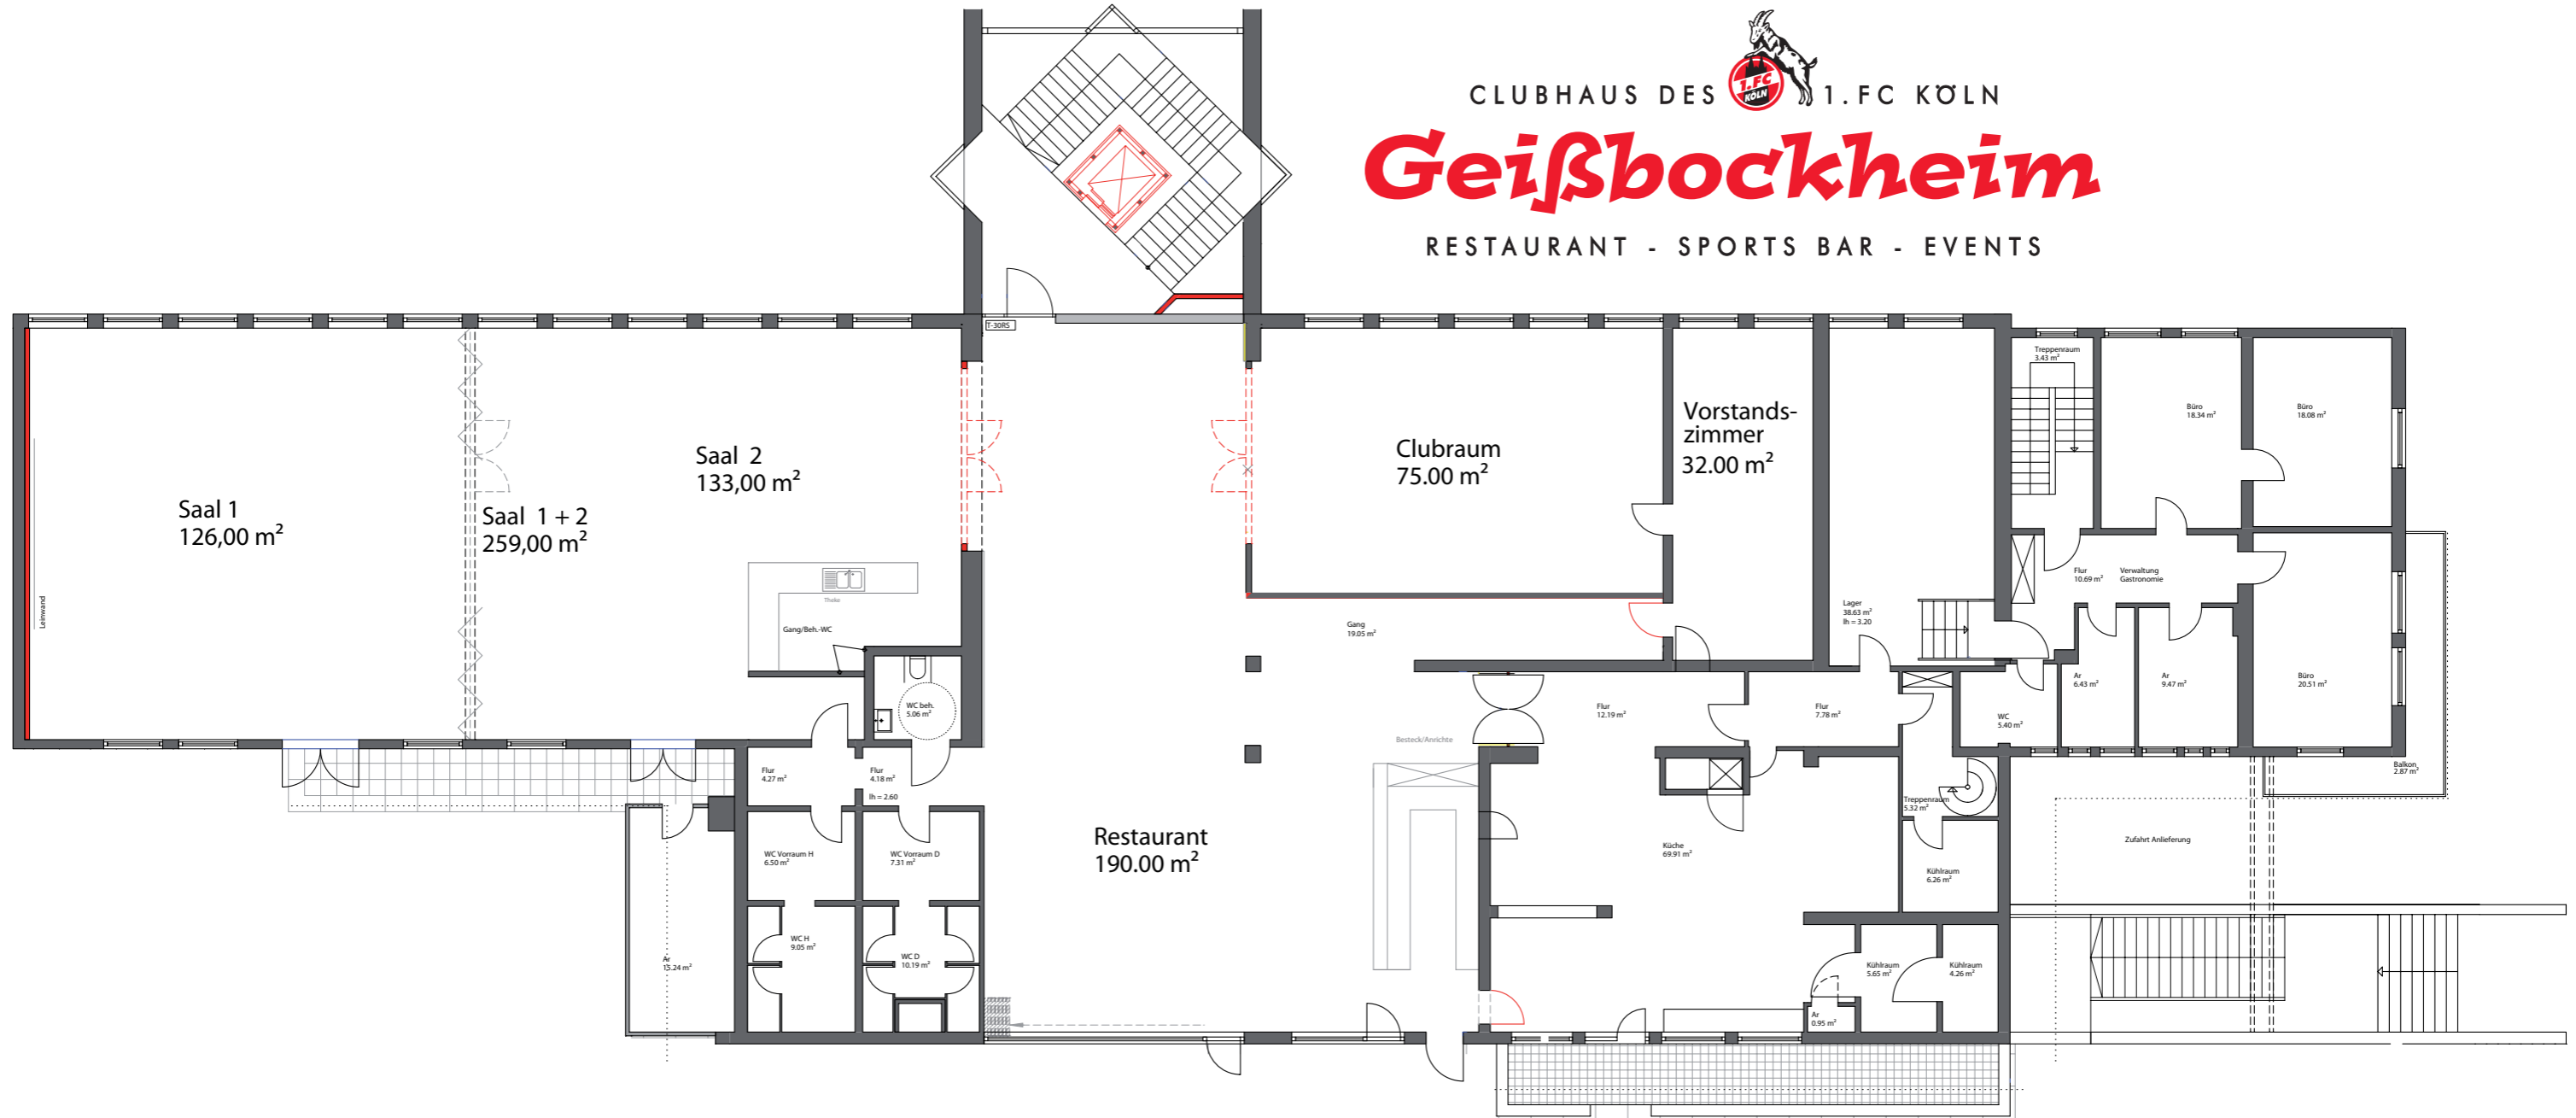 CLUBHAUS DES 1.FC KÖLN
1.FC
KÖLN
Geißbockheim
RESTAURANT - SPORTS BAR - EVENTS
T-30RS
Saal 1
126,00 m²
Saal 1 + 2
259,00 m²
Saal 2
133,00 m²
Leinwand
Theke
Gang/Beh.-WC
WC beh.
5.06 m²
Clubraum
75.00 m²
Vorstands-
zimmer
32.00 m²
Gang
19.05 m²
Lager
38.63 m²
lh = 3.20
Treppenraum
3.43 m²
Büro
18.34 m²
Büro
18.08 m²
Flur
10.69 m²
Verwaltung
Gastronomie
Ar
6.43 m²
Ar
9.47 m²
Büro
20.51 m²
WC
5.40 m²
Balkon
2.87 m²
Flur
12.19 m²
Flur
7.78 m²
Besteck/Anrichte
Flur
4.27 m²
Flur
4.18 m²
lh = 2.60
WC Vorraum H
6.50 m²
WC Vorraum D
7.31 m²
WC H
9.05 m²
WC D
10.19 m²
Ar
15.24 m²
Restaurant
190.00 m²
Küche
69.91 m²
Treppenraum
5.32 m²
Kühlraum
6.26 m²
Kühlraum
5.65 m²
Kühlraum
4.26 m²
Ar
0.95 m²
Zufahrt Anlieferung